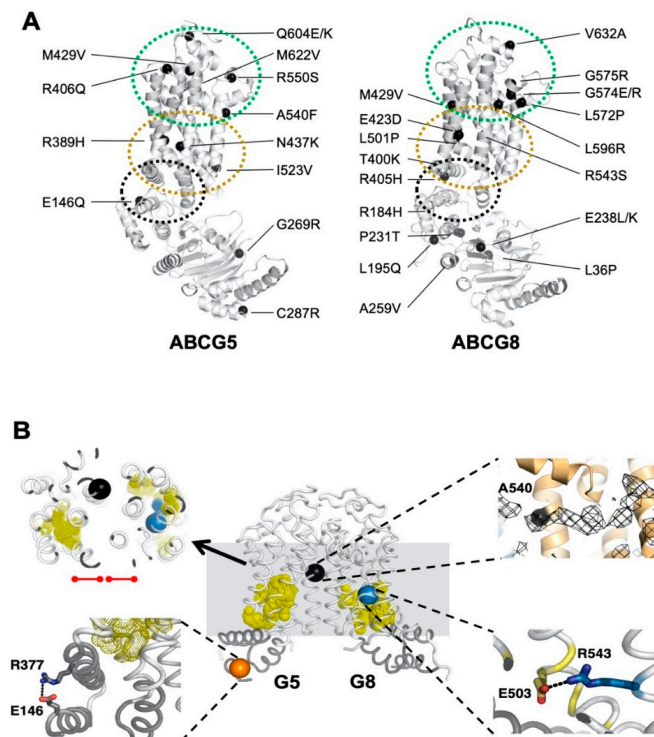 A
Q604E/K
M429V
M622V
R406Q
R550S
A540F
R389H
N437K
I523V
E146Q
G269R
C287R
ABCG5
V632A
G575R
G574E/R
M429V
L572P
E423D
L501P
L596R
T400K
R405H
R543S
R184H
P231T
E238L/K
L195Q
L36P
A259V
ABCG8
B
A540
R377
E146
G5
G8
R543
E503